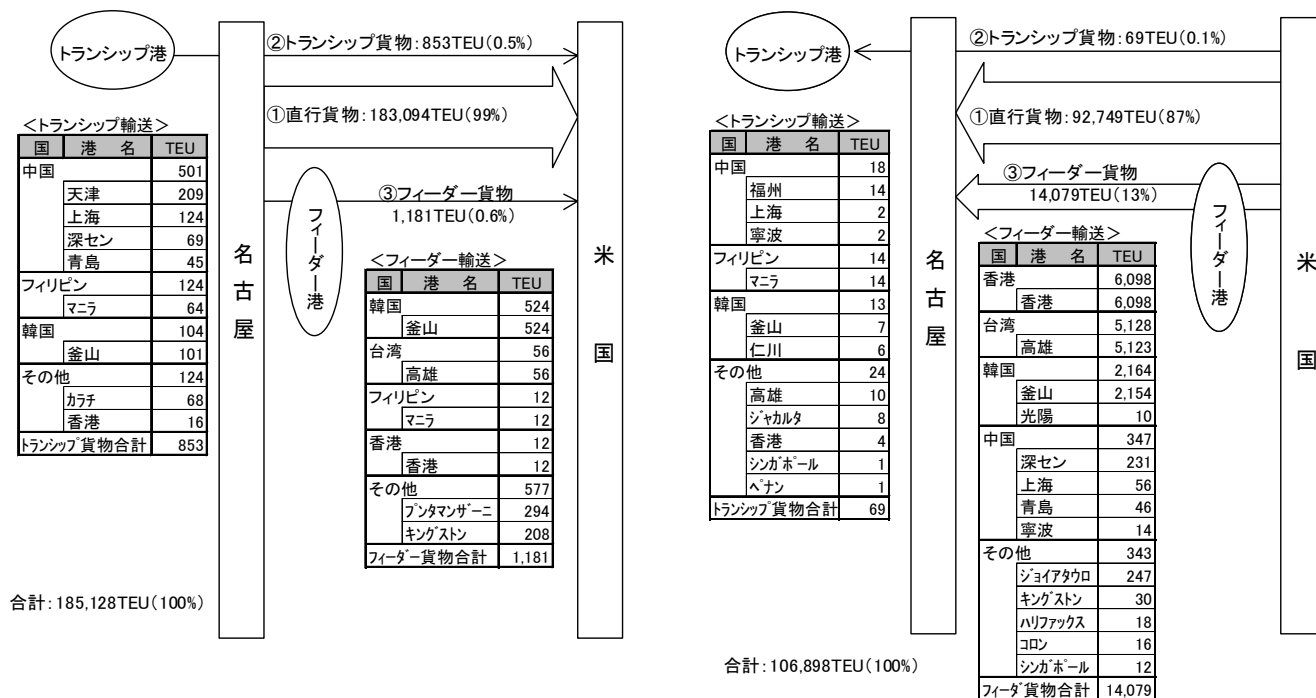 トランシップ港
②トランシップ貨物:853TEU(0.5%)
①直行貨物:183,094TEU(99%)
<トランシップ輸送>
国 港 名 TEU
中国 501
天津 209
上海 124
深セン 69
青島 45
フィリピン 124
マニラ 64
韓国 104
釜山 101
その他 124
カラチ 68
香港 16
トランシップ貨物合計 853
名古屋
フィーダー港
③フィーダー貨物
1,181TEU(0.6%)
<フィーダー輸送>
国 港 名 TEU
韓国 524
釜山 524
台湾 56
高雄 56
フィリピン 12
マニラ 12
香港 12
香港 12
その他 577
プンタマンザーニ 294
キングストン 208
フィーダー貨物合計 1,181
米国
合計:185,128TEU(100%)
トランシップ港
②トランシップ貨物:69TEU(0.1%)
①直行貨物:92,749TEU(87%)
<トランシップ輸送>
国 港 名 TEU
中国 18
福州 14
上海 2
寧波 2
フィリピン 14
マニラ 14
韓国 13
釜山 7
仁川 6
その他 24
高雄 10
ジャカルタ 8
香港 4
シンガポール 1
ペナン 1
トランシップ貨物合計 69
名古屋
③フィーダー貨物
14,079TEU(13%)
フィーダー港
<フィーダー輸送>
国 港 名 TEU
香港 6,098
香港 6,098
台湾 5,128
高雄 5,123
韓国 2,164
釜山 2,154
光陽 10
中国 347
深セン 231
上海 56
青島 46
寧波 14
その他 343
ジョイアタウロ 247
キングストン 30
ハリファックス 18
コロン 16
シンガポール 12
フィーダ貨物合計 14,079
米国
合計:106,898TEU(100%)